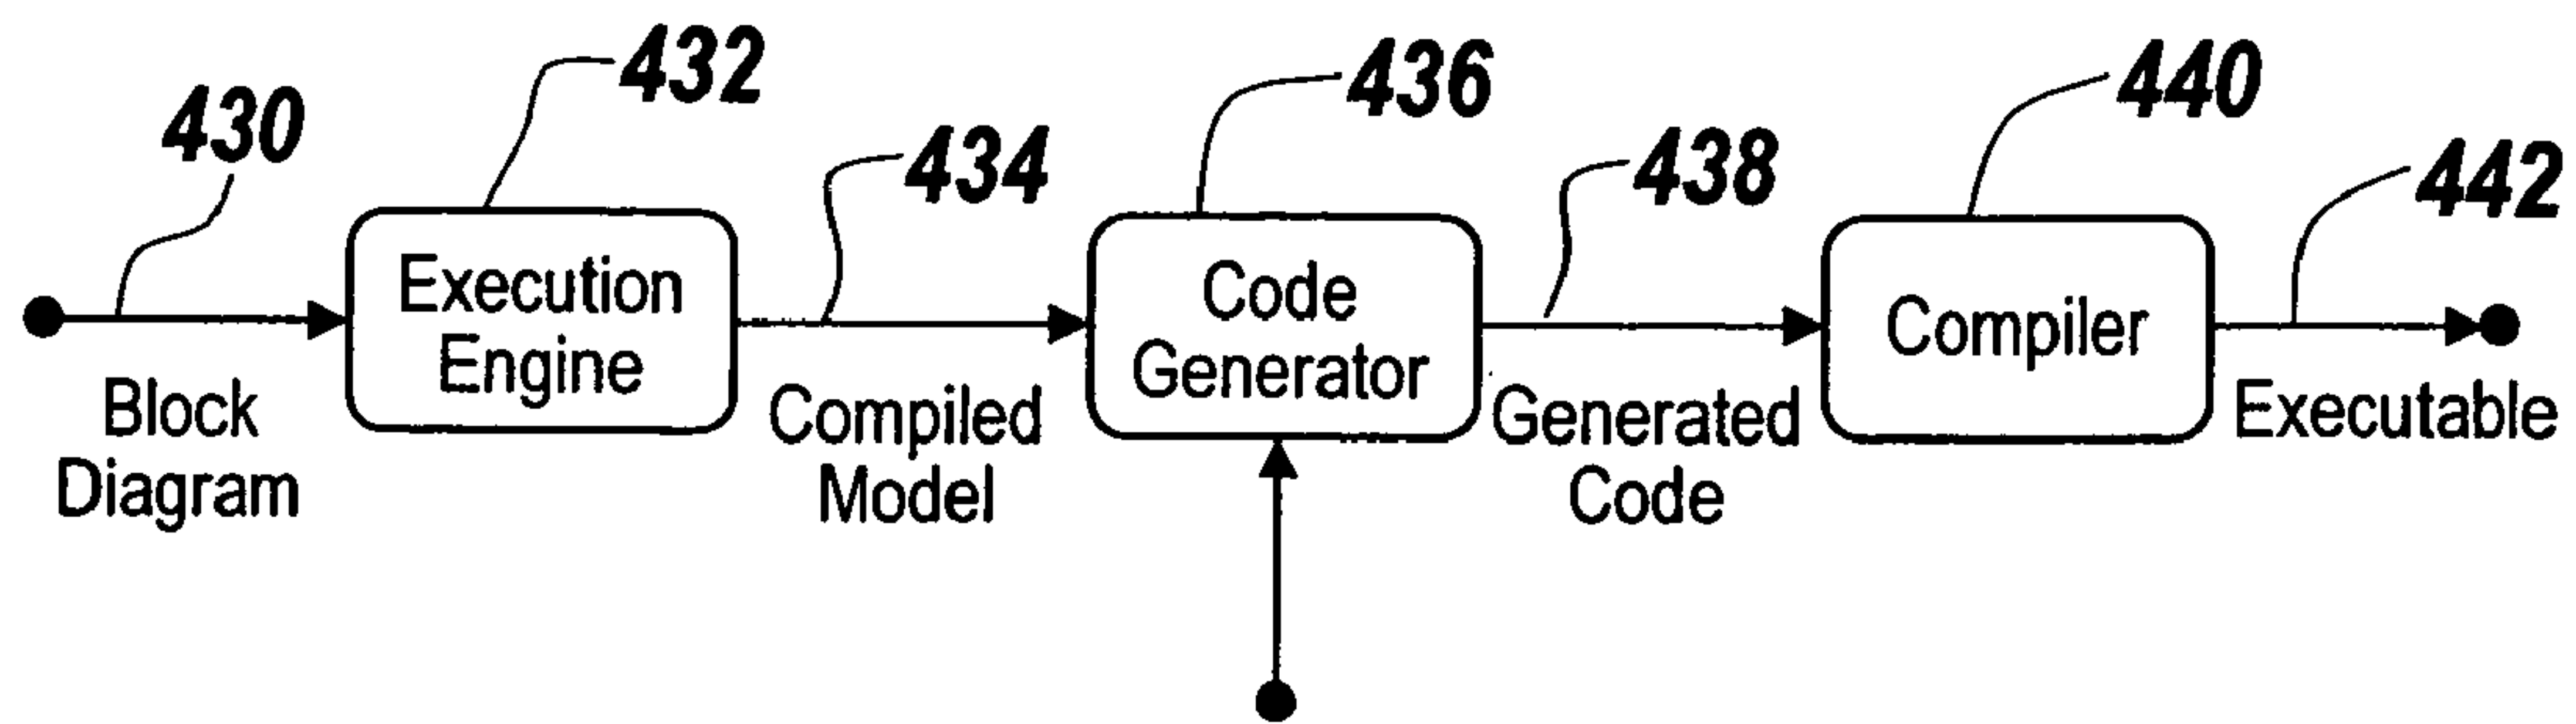 430
432
434
436
438
440
442
Execution
Engine
Code
Generator
Compiler
Block
Diagram
Compiled
Model
Generated
Code
Executable